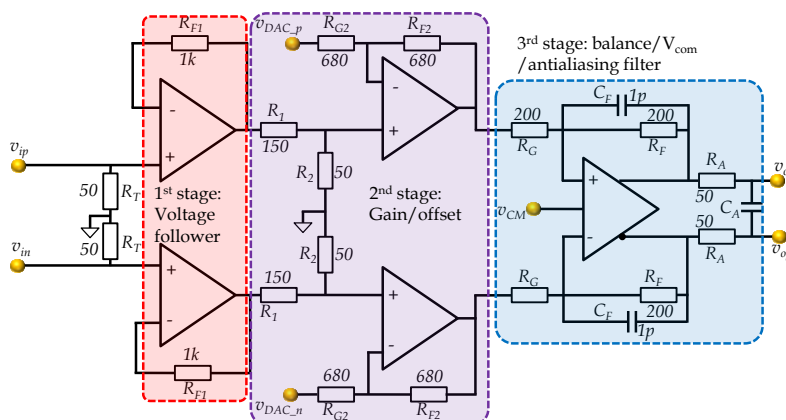 R_F1
1k
v_DAC_p
R_G2
680
R_F2
680
3rd stage: balance/V_com
/antialiasing filter
C_F
1p
200
R_G
200
R_F
R_1
150
v_ip
50
R_T
50
R_T
v_in
1st stage:
Voltage
follower
R_2
50
50
R_2
2nd stage:
Gain/offset
v_CM
R_A
50
C_A
50
R_A
v_o
v_o
150
R_1
R_G
R_F
200
C_F
1p
1k
R_F1
680
R_G2
v_DAC_n
680
R_F2
-
+
+
-
-
+
+
-
+
-